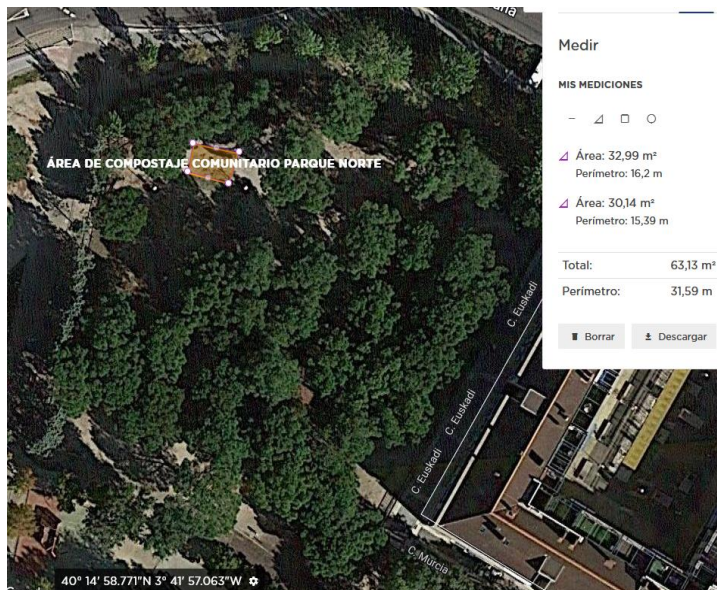 ÁREA DE COMPOSTAJE COMUNITARIO PARQUE NORTE
C. Euskadi
C. Euskadi
C. Euskadi
C. Murcia
40° 14' 58.771"N 3° 41' 57.063"W
Medir
MIS MEDICIONES
Área: 32,99 m²
Perímetro: 16,2 m
Área: 30,14 m²
Perímetro: 15,39 m
Total: 63,13 m²
Perímetro: 31,59 m
Borrar Descargar